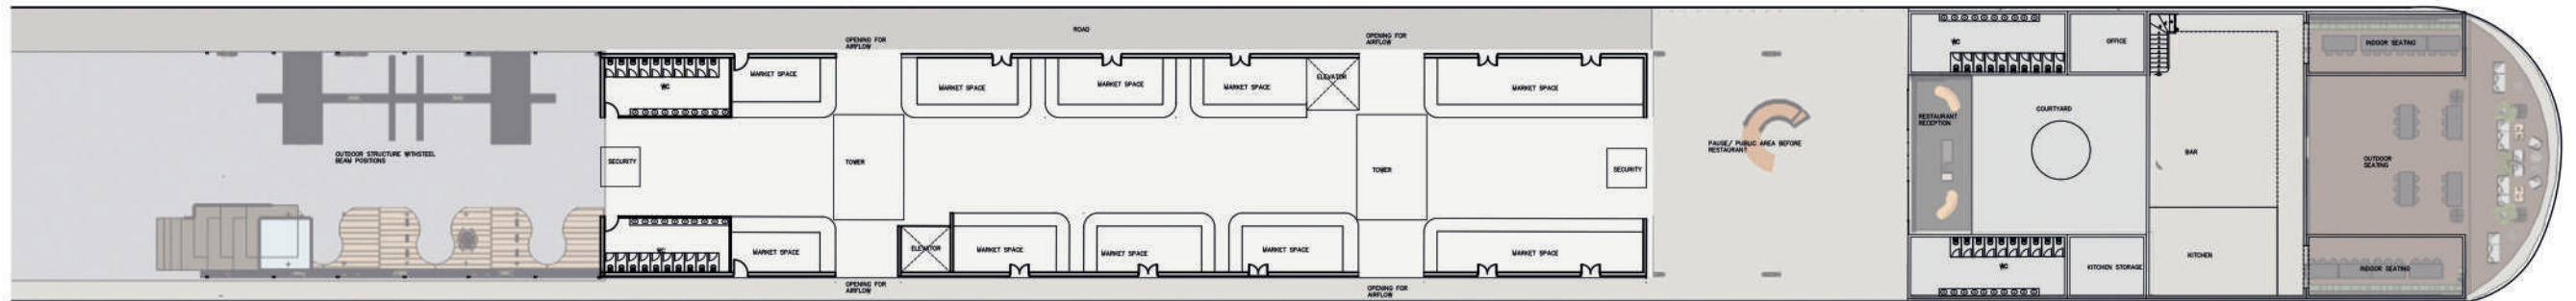 ROAD
OPENING FOR
AIRFLOW
OPENING FOR
AIRFLOW
WC
MARKET SPACE
MARKET SPACE
MARKET SPACE
MARKET SPACE
ELEVATOR
MARKET SPACE
WC
OFFICE
INDOOR SEATING
OUTDOOR STRUCTURE WITHSTEEL
BEAM POSITIONS
SECURITY
TOWER
TOWER
SECURITY
PAUSE/ PUBLIC AREA BEFORE
RESTAURANT
RESTAURANT
RECEPTION
COURTYARD
BAR
OUTDOOR
SEATING
WC
MARKET SPACE
ELEVATOR
MARKET SPACE
MARKET SPACE
MARKET SPACE
MARKET SPACE
WC
KITCHEN STORAGE
KITCHEN
INDOOR SEATING
OPENING FOR
AIRFLOW
OPENING FOR
AIRFLOW